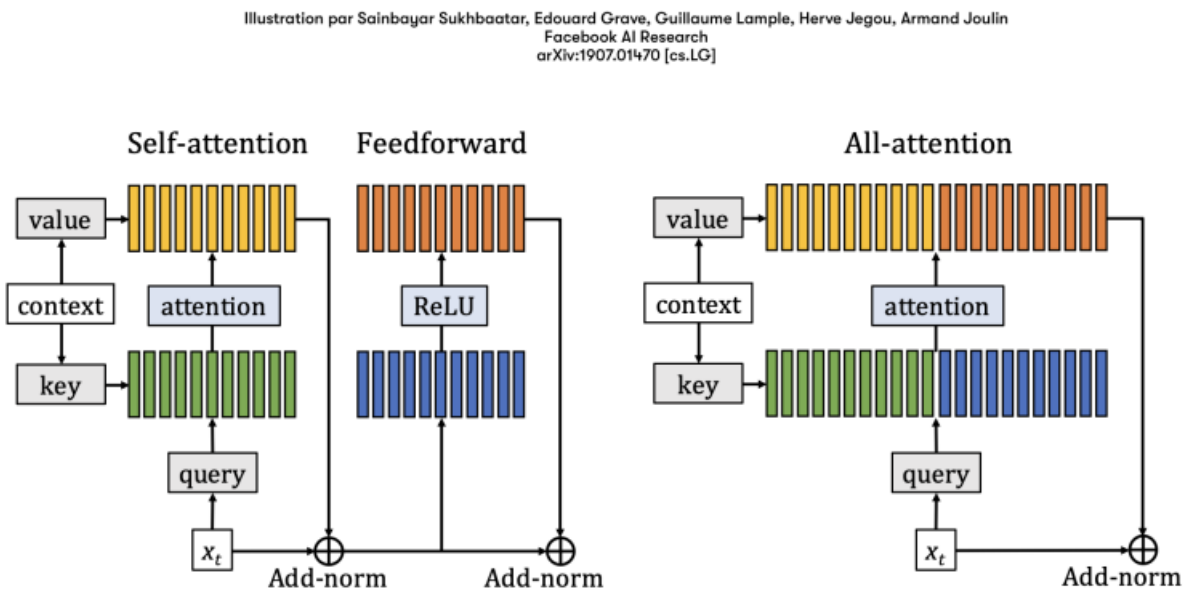 Illustration par Sainbayar Sukhbaatar, Edouard Grave, Guillaume Lample, Herve Jegou, Armand Joulin
Facebook AI Research
arXiv:1907.01470 [cs.LG]
Self-attention
Feedforward
All-attention
value
context
key
attention
query
xₜ
Add-norm
ReLU
Add-norm
value
context
key
attention
query
xₜ
Add-norm